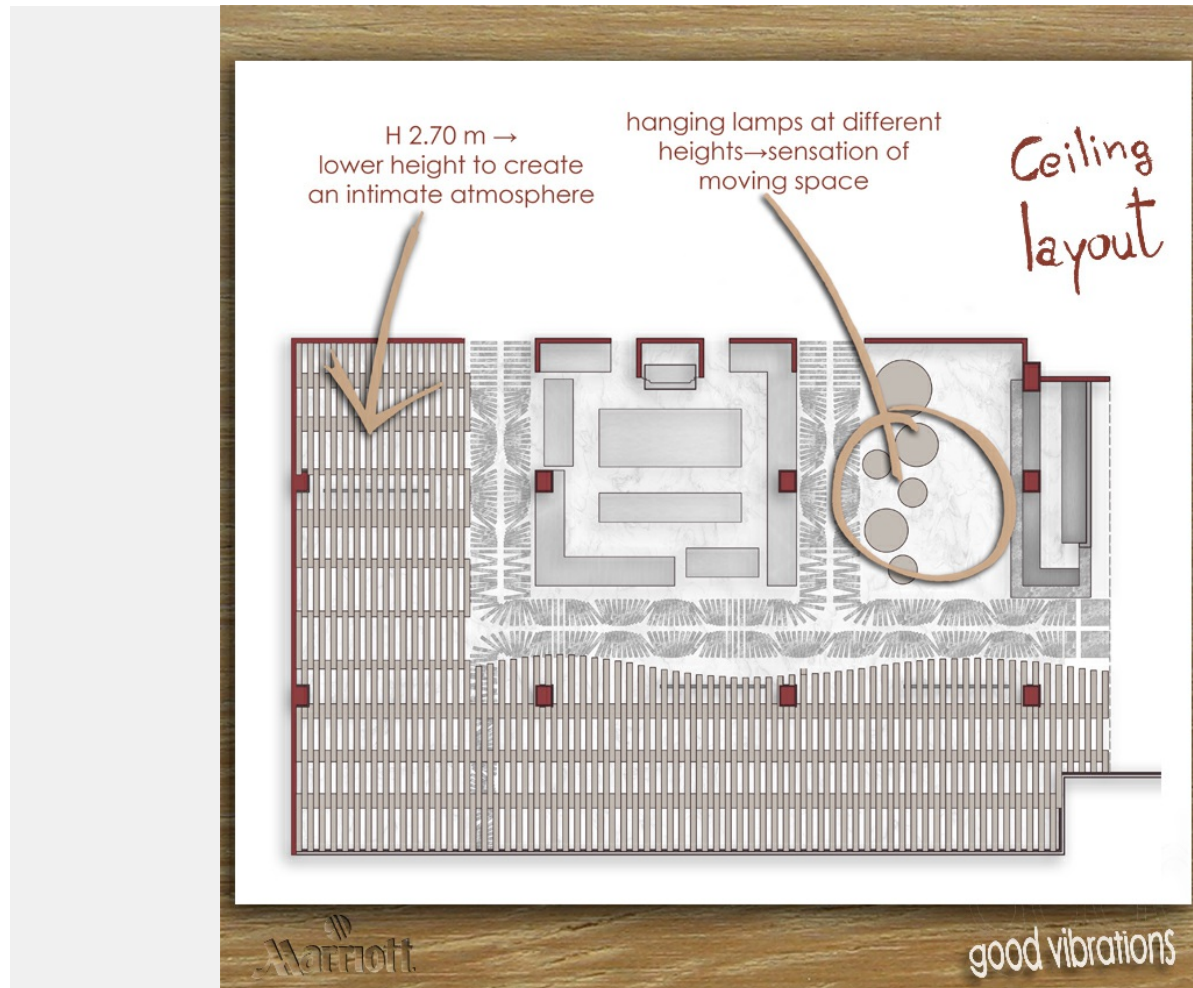 H 2.70 m →
lower height to create
an intimate atmosphere
hanging lamps at different
heights→sensation of
moving space
Ceiling
layout
Marriott
good vibrations